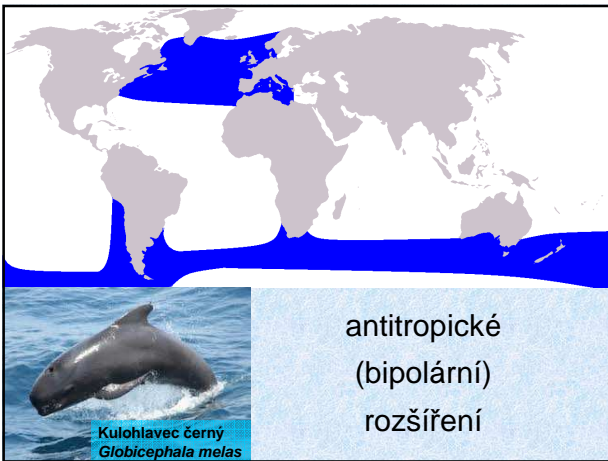 Kulohlavec černý
Globicephala melas
antitropické
(bipolární)
rozšíření